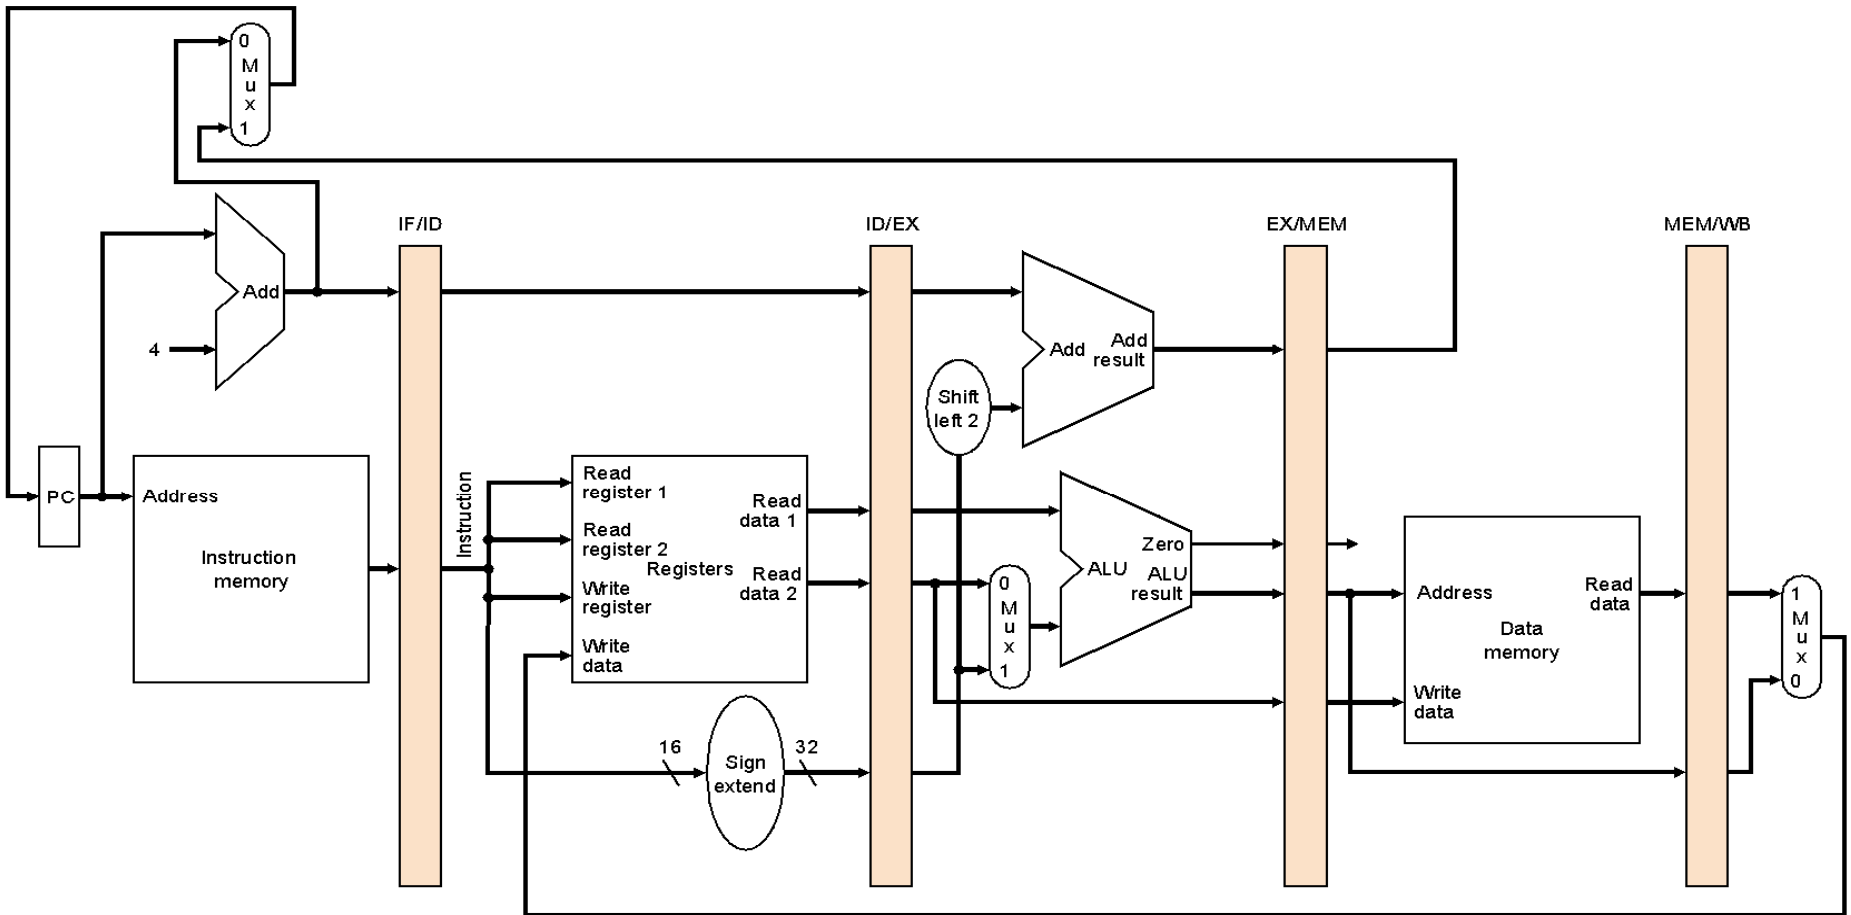 0
M
u
x
1
IF/ID
ID/EX
EX/MEM
MEM/WB
Add
4
Add
Add
result
Shift
left 2
PC
Address
Instruction
memory
Instruction
Read
register 1
Read
register 2
Write
register
Write
data
Registers
Read
data 1
Read
data 2
16
Sign
extend
32
0
M
u
x
1
Zero
ALU
ALU
result
Address
Read
data
Data
memory
Write
data
1
M
u
x
0